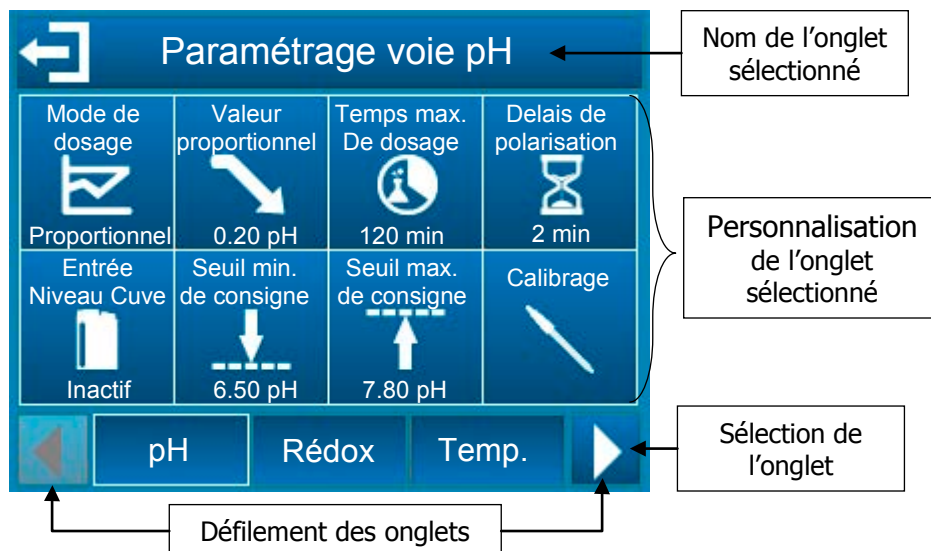 Paramétrage voie pH
Nom de l'onglet
sélectionné
Mode de
dosage
Proportionnel
Valeur
proportionnel
0.20 pH
Temps max.
De dosage
120 min
Delais de
polarisation
2 min
Entrée
Niveau Cuve
Inactif
Seuil min.
de consigne
6.50 pH
Seuil max.
de consigne
7.80 pH
Calibrage
Personnalisation
de l'onglet
sélectionné
pH
Rédox
Temp.
Sélection de
l'onglet
Défilement des onglets